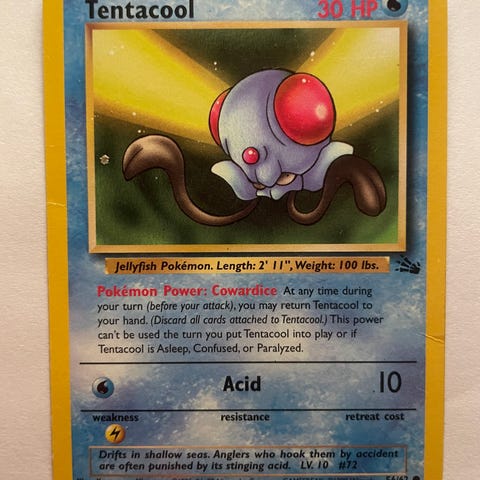 Tentacool 30 HP
Jellyfish Pokémon. Length: 2' 11", Weight: 100 lbs.
Pokémon Power: Cowardice At any time during
your turn (before your attack), you may return Tentacool to
your hand. (Discard all cards attached to Tentacool.) This power
can't be used the turn you put Tentacool into play or if
Tentacool is Asleep, Confused, or Paralyzed.
Acid 10
weakness resistance retreat cost
Drifts in shallow seas. Anglers who hook them by accident
are often punished by its stinging acid. LV. 10 #72
56/62